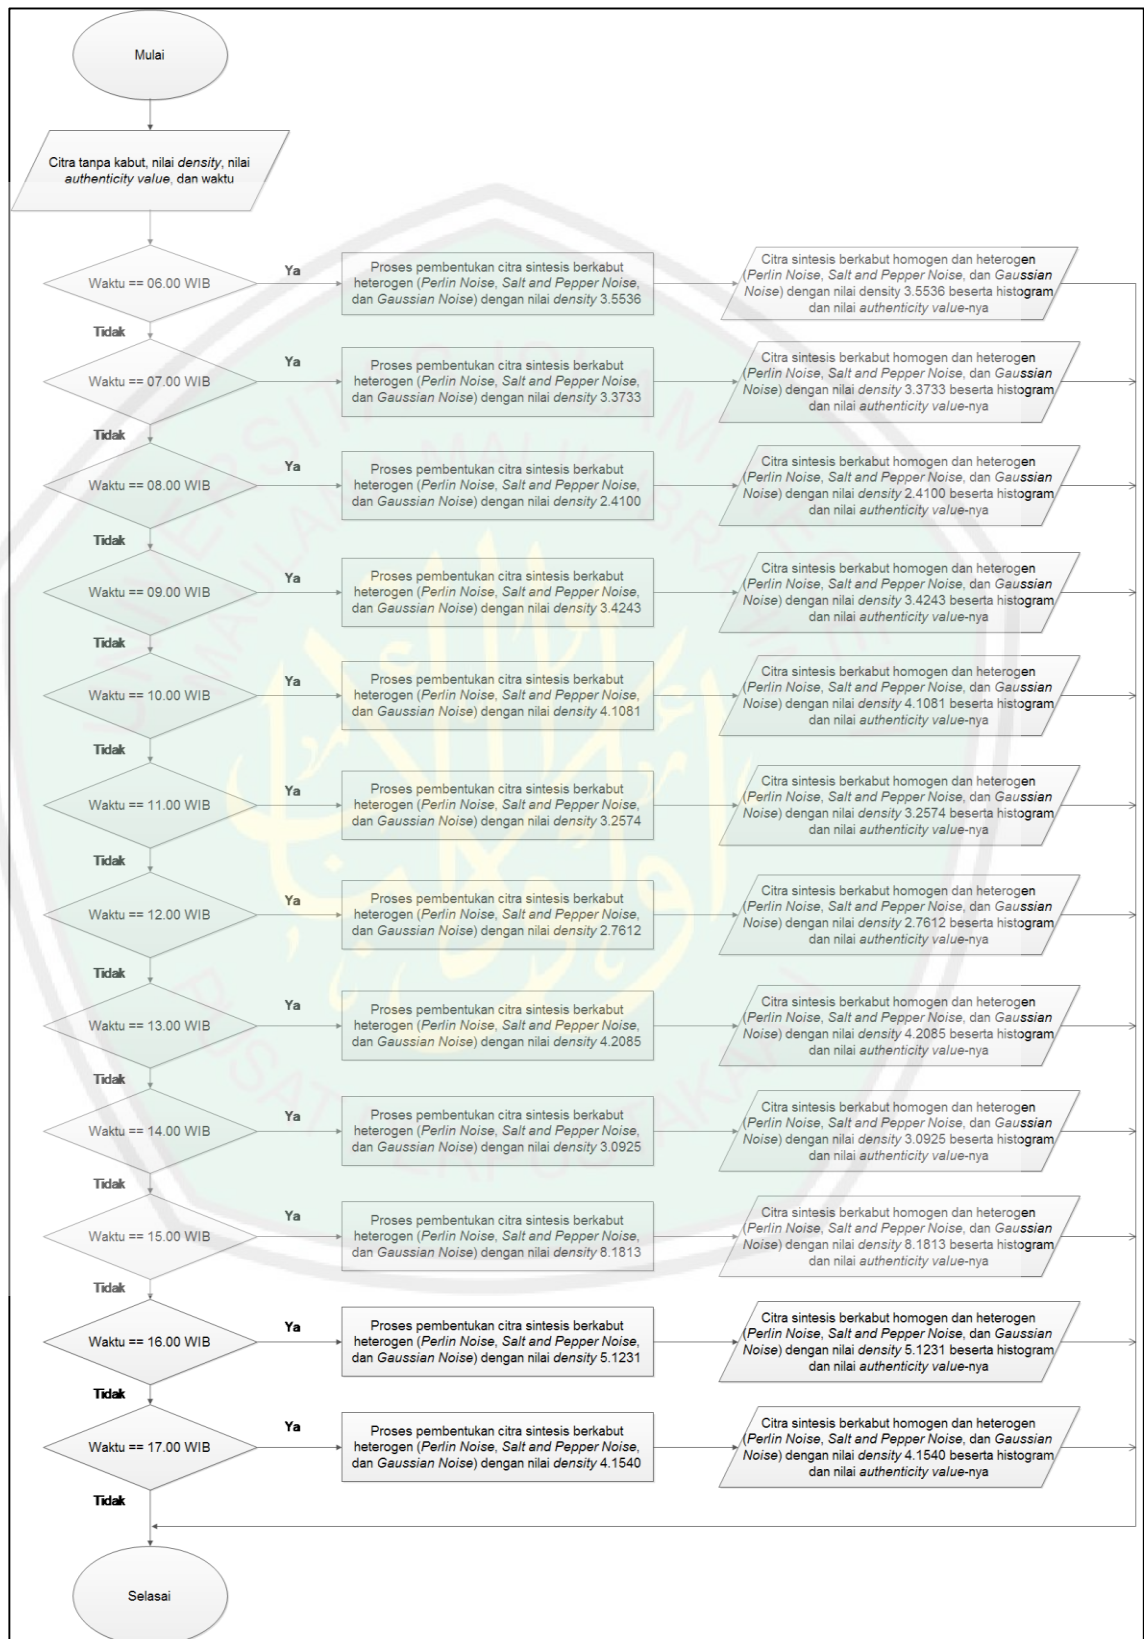 Mulai
Citra tanpa kabut, nilai density, nilai
authenticity value, dan waktu
Waktu == 06.00 WIB
Ya
Proses pembentukan citra sintesis berkabut
heterogen (Perlin Noise, Salt and Pepper Noise,
dan Gaussian Noise) dengan nilai density 3.5536
Citra sintesis berkabut homogen dan heterogen
(Perlin Noise, Salt and Pepper Noise, dan Gaussian
Noise) dengan nilai density 3.5536 beserta histogram
dan nilai authenticity value-nya
Tidak
Waktu == 07.00 WIB
Ya
Proses pembentukan citra sintesis berkabut
heterogen (Perlin Noise, Salt and Pepper Noise,
dan Gaussian Noise) dengan nilai density 3.3733
Citra sintesis berkabut homogen dan heterogen
(Perlin Noise, Salt and Pepper Noise, dan Gaussian
Noise) dengan nilai density 3.3733 beserta histogram
dan nilai authenticity value-nya
Tidak
Waktu == 08.00 WIB
Ya
Proses pembentukan citra sintesis berkabut
heterogen (Perlin Noise, Salt and Pepper Noise,
dan Gaussian Noise) dengan nilai density 2.4100
Citra sintesis berkabut homogen dan heterogen
(Perlin Noise, Salt and Pepper Noise, dan Gaussian
Noise) dengan nilai density 2.4100 beserta histogram
dan nilai authenticity value-nya
Tidak
Waktu == 09.00 WIB
Ya
Proses pembentukan citra sintesis berkabut
heterogen (Perlin Noise, Salt and Pepper Noise,
dan Gaussian Noise) dengan nilai density 3.4243
Citra sintesis berkabut homogen dan heterogen
(Perlin Noise, Salt and Pepper Noise, dan Gaussian
Noise) dengan nilai density 3.4243 beserta histogram
dan nilai authenticity value-nya
Tidak
Waktu == 10.00 WIB
Ya
Proses pembentukan citra sintesis berkabut
heterogen (Perlin Noise, Salt and Pepper Noise,
dan Gaussian Noise) dengan nilai density 4.1081
Citra sintesis berkabut homogen dan heterogen
(Perlin Noise, Salt and Pepper Noise, dan Gaussian
Noise) dengan nilai density 4.1081 beserta histogram
dan nilai authenticity value-nya
Tidak
Waktu == 11.00 WIB
Ya
Proses pembentukan citra sintesis berkabut
heterogen (Perlin Noise, Salt and Pepper Noise,
dan Gaussian Noise) dengan nilai density 3.2574
Citra sintesis berkabut homogen dan heterogen
(Perlin Noise, Salt and Pepper Noise, dan Gaussian
Noise) dengan nilai density 3.2574 beserta histogram
dan nilai authenticity value-nya
Tidak
Waktu == 12.00 WIB
Ya
Proses pembentukan citra sintesis berkabut
heterogen (Perlin Noise, Salt and Pepper Noise,
dan Gaussian Noise) dengan nilai density 2.7612
Citra sintesis berkabut homogen dan heterogen
(Perlin Noise, Salt and Pepper Noise, dan Gaussian
Noise) dengan nilai density 2.7612 beserta histogram
dan nilai authenticity value-nya
Tidak
Waktu == 13.00 WIB
Ya
Proses pembentukan citra sintesis berkabut
heterogen (Perlin Noise, Salt and Pepper Noise,
dan Gaussian Noise) dengan nilai density 4.2085
Citra sintesis berkabut homogen dan heterogen
(Perlin Noise, Salt and Pepper Noise, dan Gaussian
Noise) dengan nilai density 4.2085 beserta histogram
dan nilai authenticity value-nya
Tidak
Waktu == 14.00 WIB
Ya
Proses pembentukan citra sintesis berkabut
heterogen (Perlin Noise, Salt and Pepper Noise,
dan Gaussian Noise) dengan nilai density 3.0925
Citra sintesis berkabut homogen dan heterogen
(Perlin Noise, Salt and Pepper Noise, dan Gaussian
Noise) dengan nilai density 3.0925 beserta histogram
dan nilai authenticity value-nya
Tidak
Waktu == 15.00 WIB
Ya
Proses pembentukan citra sintesis berkabut
heterogen (Perlin Noise, Salt and Pepper Noise,
dan Gaussian Noise) dengan nilai density 8.1813
Citra sintesis berkabut homogen dan heterogen
(Perlin Noise, Salt and Pepper Noise, dan Gaussian
Noise) dengan nilai density 8.1813 beserta histogram
dan nilai authenticity value-nya
Tidak
Waktu == 16.00 WIB
Ya
Proses pembentukan citra sintesis berkabut
heterogen (Perlin Noise, Salt and Pepper Noise,
dan Gaussian Noise) dengan nilai density 5.1231
Citra sintesis berkabut homogen dan heterogen
(Perlin Noise, Salt and Pepper Noise, dan Gaussian
Noise) dengan nilai density 5.1231 beserta histogram
dan nilai authenticity value-nya
Tidak
Waktu == 17.00 WIB
Ya
Proses pembentukan citra sintesis berkabut
heterogen (Perlin Noise, Salt and Pepper Noise,
dan Gaussian Noise) dengan nilai density 4.1540
Citra sintesis berkabut homogen dan heterogen
(Perlin Noise, Salt and Pepper Noise, dan Gaussian
Noise) dengan nilai density 4.1540 beserta histogram
dan nilai authenticity value-nya
Tidak
Selesai